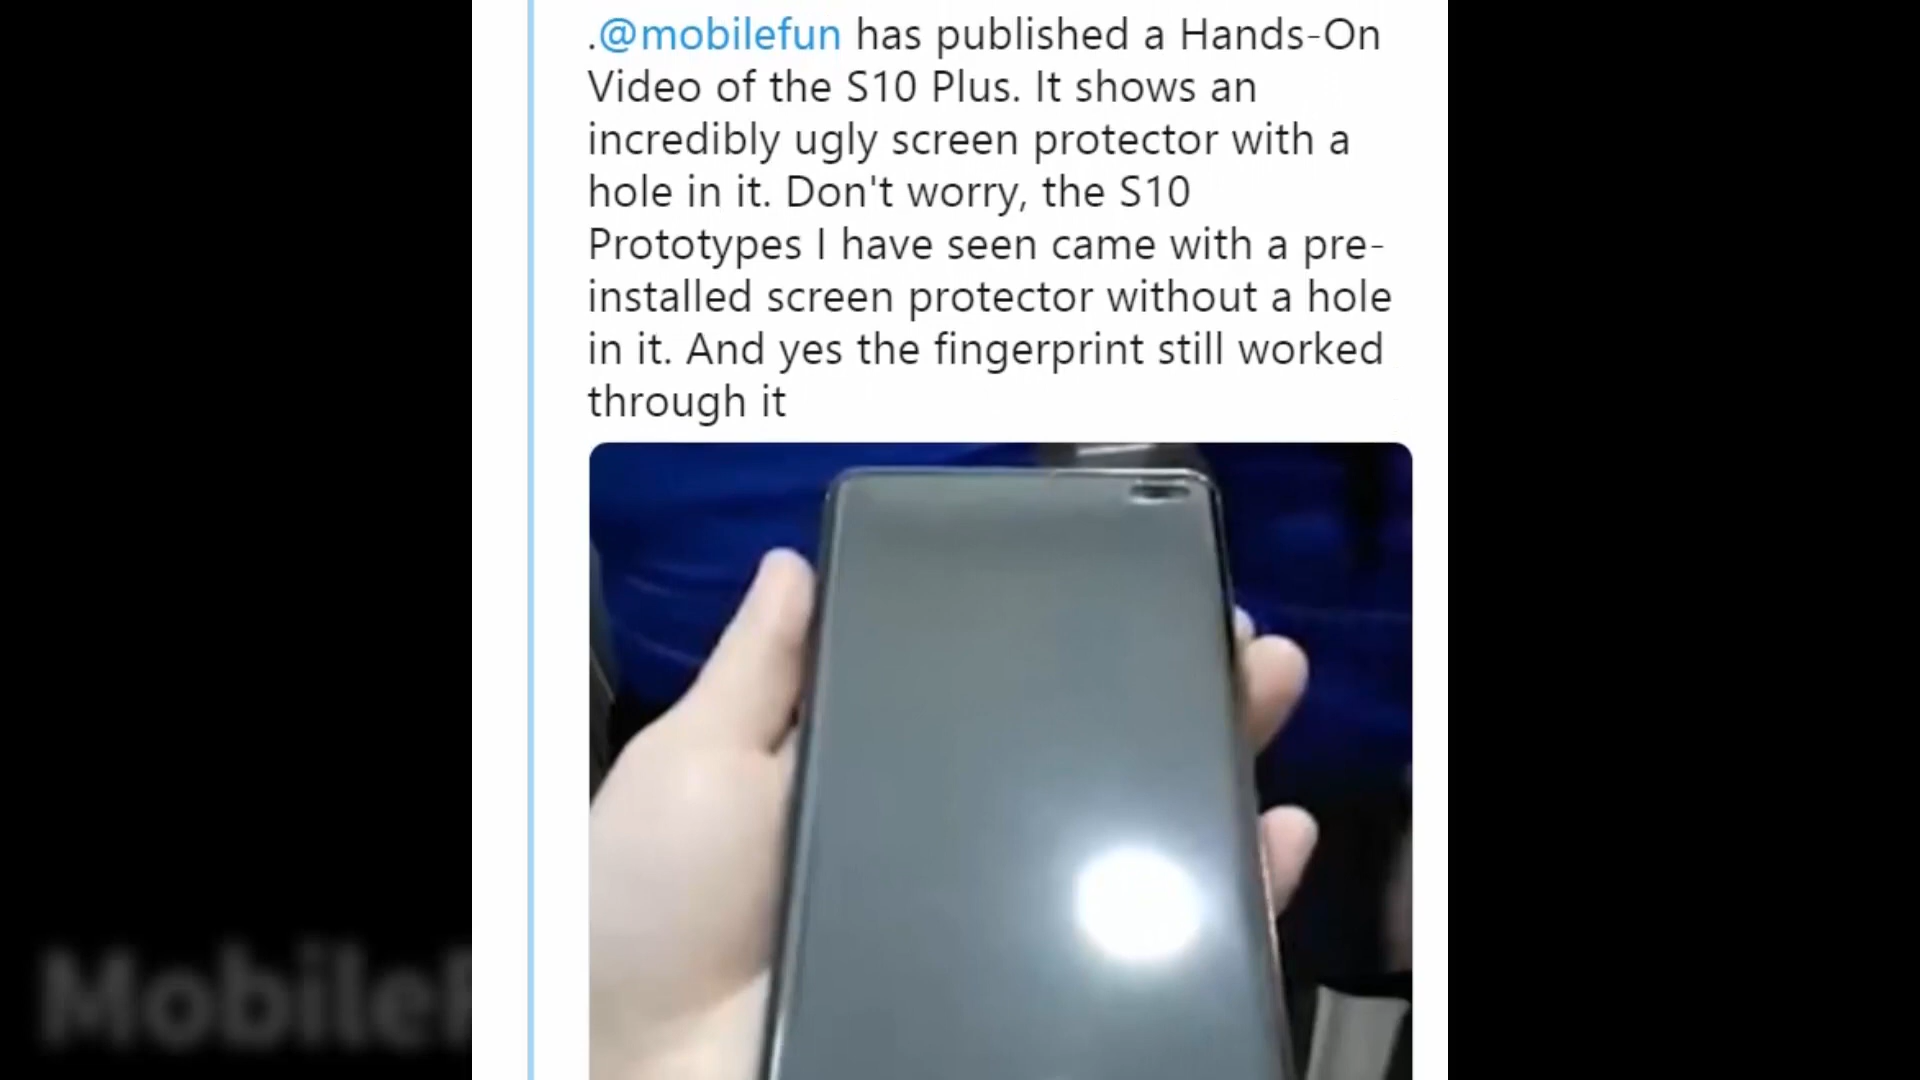 .@mobilefun has published a Hands-On
Video of the S10 Plus. It shows an
incredibly ugly screen protector with a
hole in it. Don't worry, the S10
Prototypes I have seen came with a pre-
installed screen protector without a hole
in it. And yes the fingerprint still worked
through it